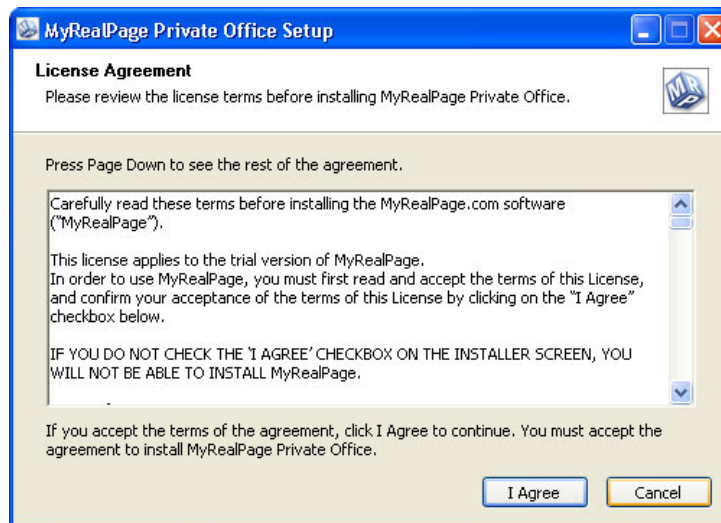 MyRealPage Private Office Setup
License Agreement
Please review the license terms before installing MyRealPage Private Office.
MRP
Press Page Down to see the rest of the agreement.
Carefully read these terms before installing the MyRealPage.com software
("MyRealPage").
This license applies to the trial version of MyRealPage.
In order to use MyRealPage, you must first read and accept the terms of this License,
and confirm your acceptance of the terms of this License by clicking on the "I Agree"
checkbox below.
IF YOU DO NOT CHECK THE 'I AGREE' CHECKBOX ON THE INSTALLER SCREEN, YOU
WILL NOT BE ABLE TO INSTALL MyRealPage.
If you accept the terms of the agreement, click I Agree to continue. You must accept the
agreement to install MyRealPage Private Office.
I Agree
Cancel